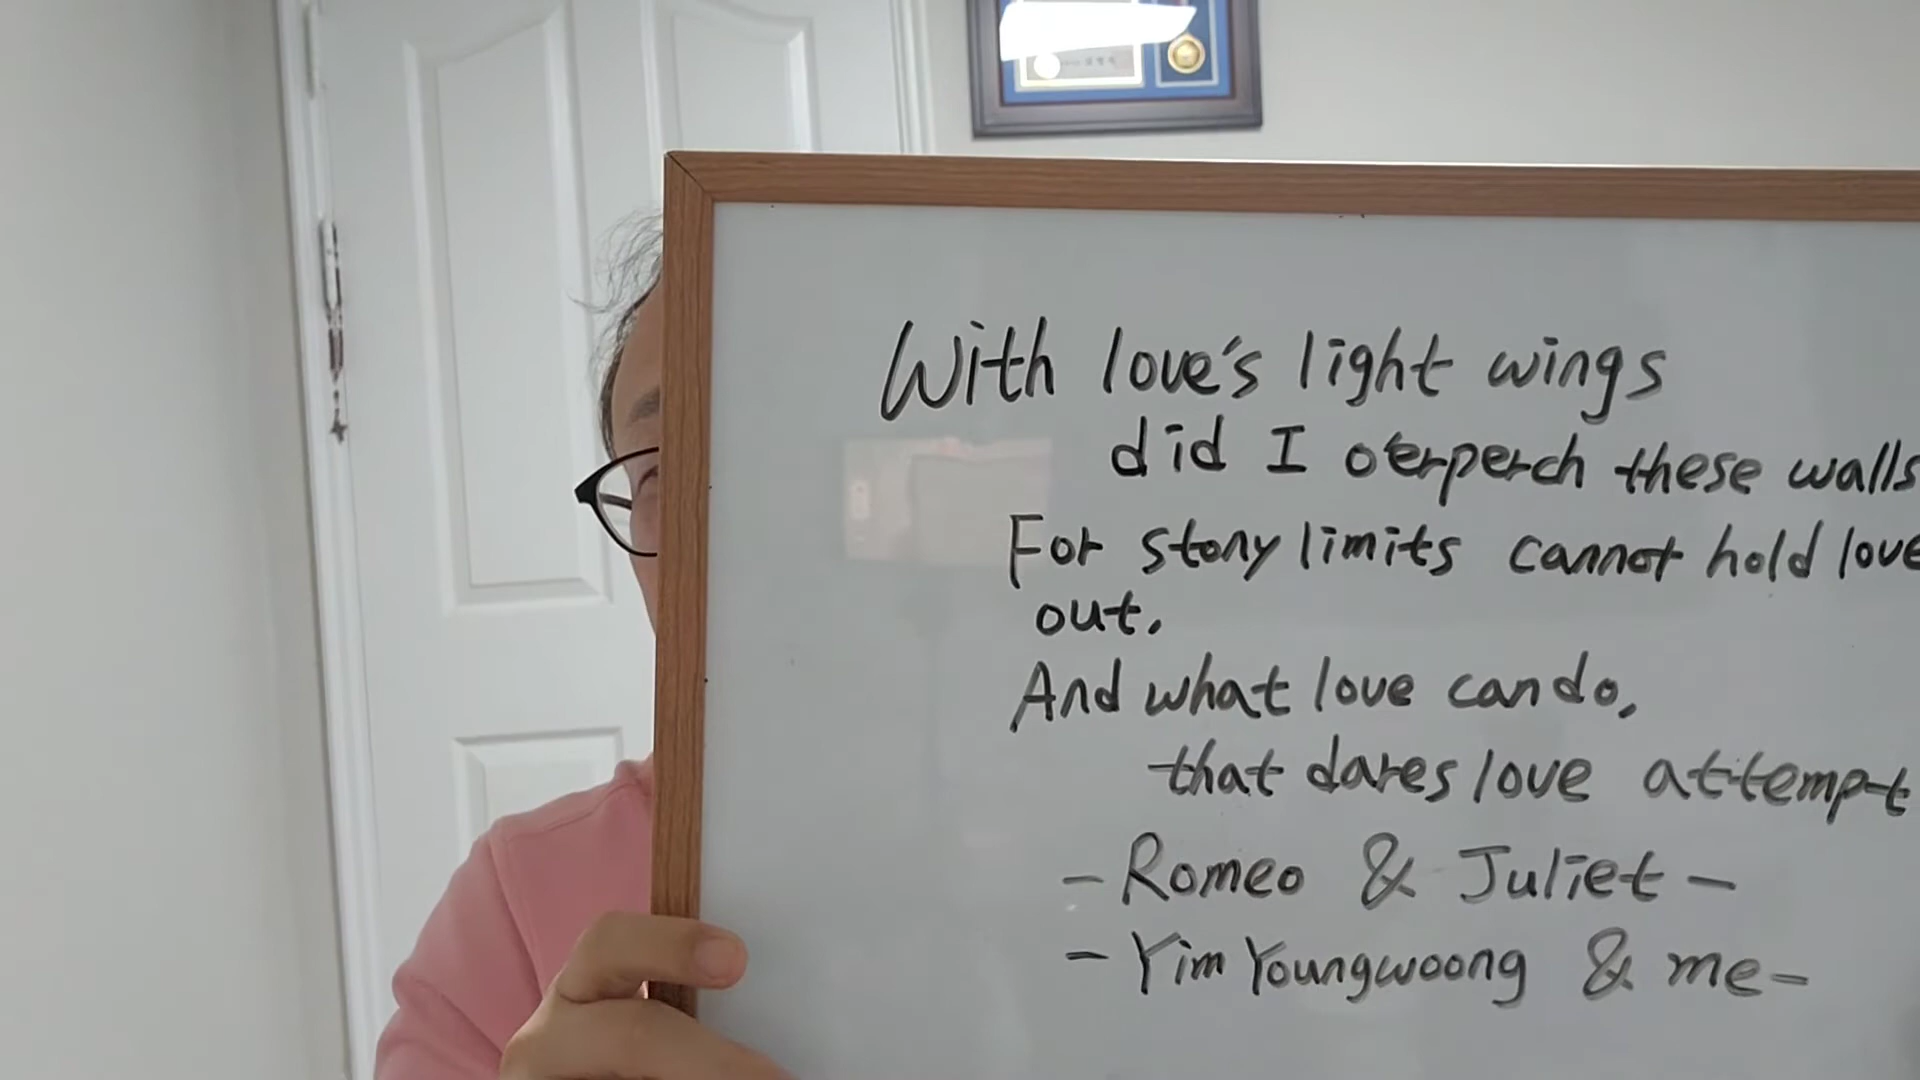 With love's light wings
did I o'erperch these walls
For stony limits cannot hold love
out.
And what love can do,
that dares love attempt
- Romeo & Juliet -
- Yim Youngwoong & me -